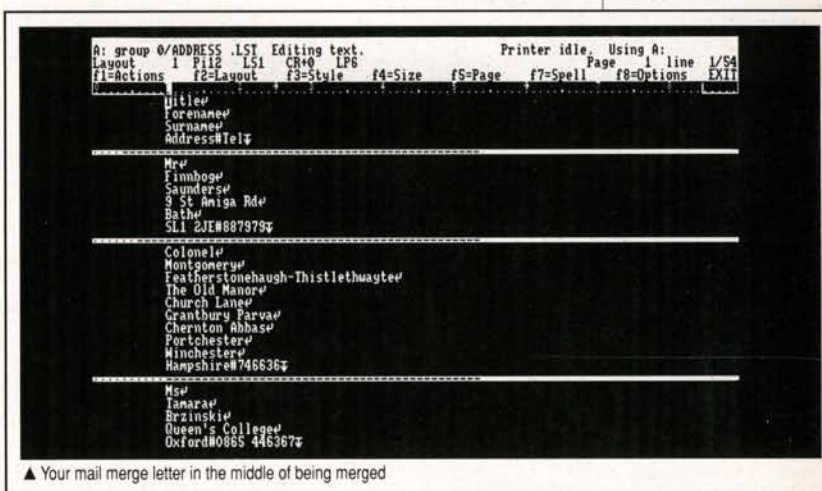 A: group 0/ADDRESS .LST Editing text. Printer idle. Using A:
Layout 1 Pi12 LS1 CR+0 LP6 Page 1 line 1/54
f1=Actions f2=Layout f3=Style f4=Size f5=Page f7=Spell f8=Options EXIT
Title↵
Forename↵
Surname↵
Address#Tel↧
Mr↵
Finnbog↵
Saunders↵
9 St Amiga Rd↵
Bath↵
SL1 2JE#887979↧
Colonel↵
Montgomery↵
Featherstonehaugh-Thistlethwayte↵
The Old Manor↵
Church Lane↵
Grantbury Parva↵
Chernton Abbas↵
Portchester↵
Winchester↵
Hampshire#746636↧
Ms↵
Tamara↵
Brzinski↵
Queen's College↵
Oxford#0865 446367↧
▲ Your mail merge letter in the middle of being merged